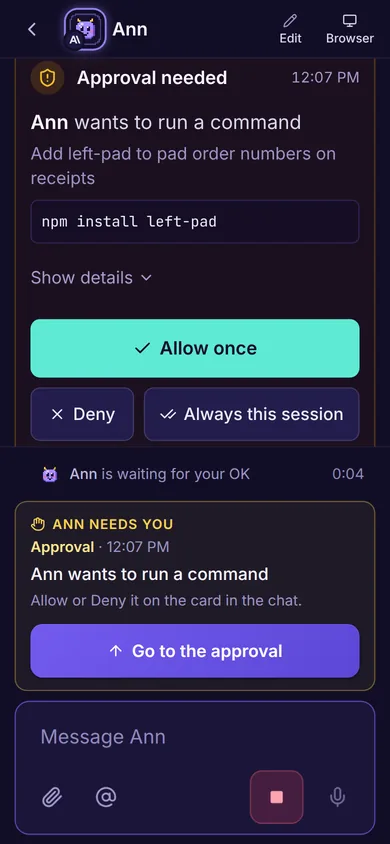 Ann
Edit
Browser
Approval needed
12:07 PM
Ann wants to run a command
Add left-pad to pad order numbers on
receipts
npm install left-pad
Show details
Allow once
Deny
Always this session
Ann is waiting for your OK
0:04
ANN NEEDS YOU
Approval · 12:07 PM
Ann wants to run a command
Allow or Deny it on the card in the chat.
Go to the approval
Message Ann